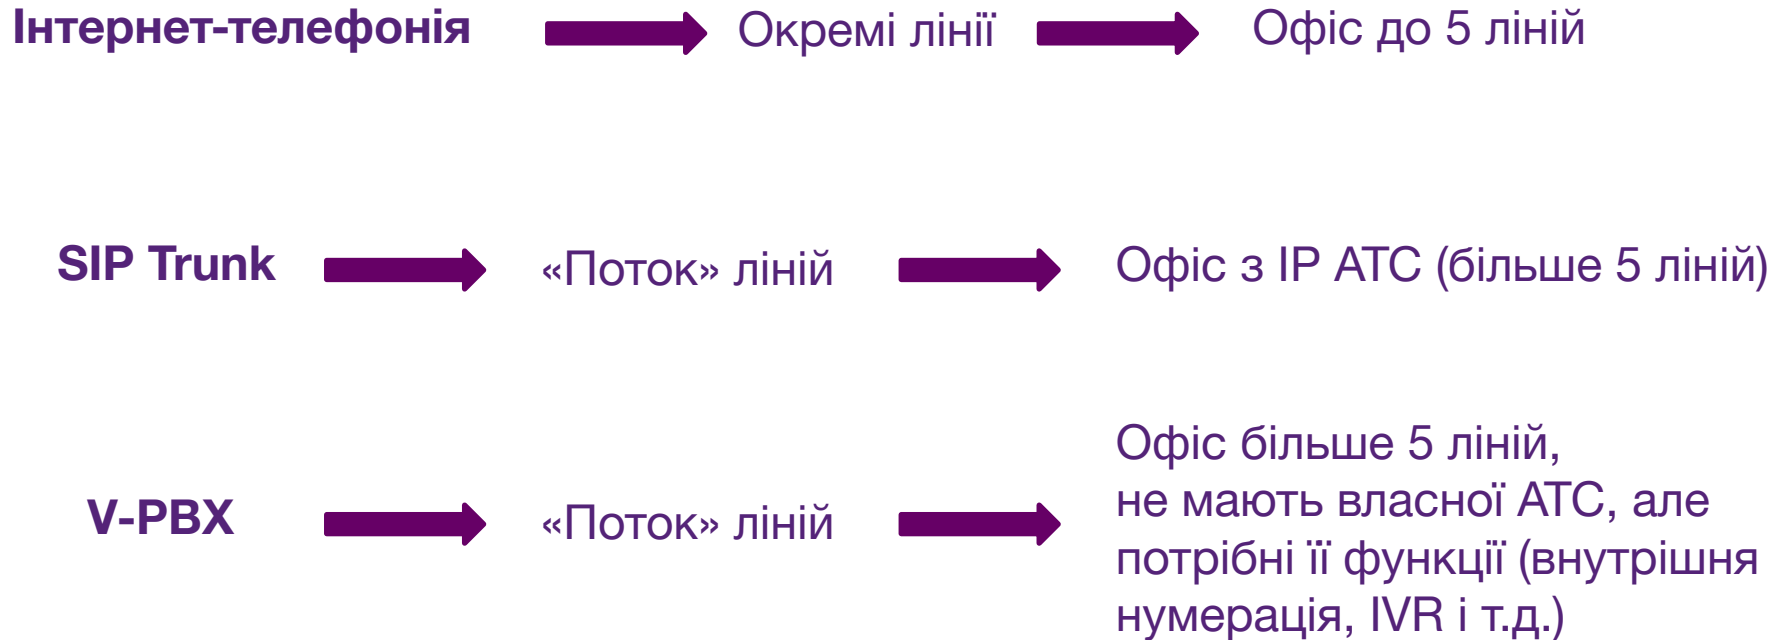 Інтернет-телефонія Окремі лінії Офіс до 5 ліній
SIP Trunk «Поток» ліній Офіс з IP АТС (більше 5 ліній)
Офіс більше 5 ліній,
не мають власної АТС, але
V-PBX «Поток» ліній
потрібні її функції (внутрішня
нумерація, IVR і т.д.)